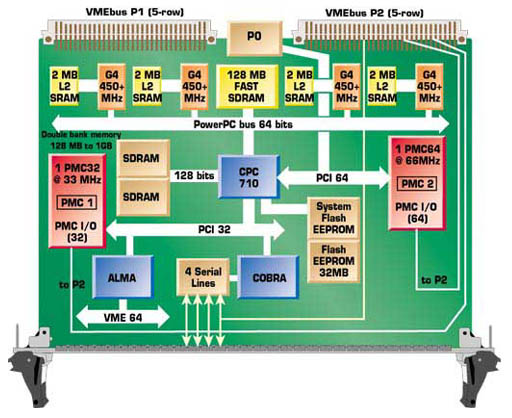 VMEbus P1 (5-row)
VMEbus P2 (5-row)
PO
2 MB
L2
SRAM
G4
450+
MHz
2 MB
L2
SRAM
G4
450+
MHz
128 MB
FAST
SDRAM
2 MB
L2
SRAM
G4
450+
MHz
2 MB
L2
SRAM
G4
450+
MHz
PowerPC bus 64 bits
Double bank memory
128 MB to 1GB
1 PMC32
@ 33 MHz
PMC 1
PMC I/O
(32)
SDRAM
SDRAM
128 bits
CPC
710
PCI 64
1 PMC64
@ 66MHz
PMC 2
PMC I/O
(64)
System
Flash
EEPROM
Flash
EEPROM
32MB
PCI 32
to P2
ALMA
4 Serial
Lines
COBRA
to P2
VME 64